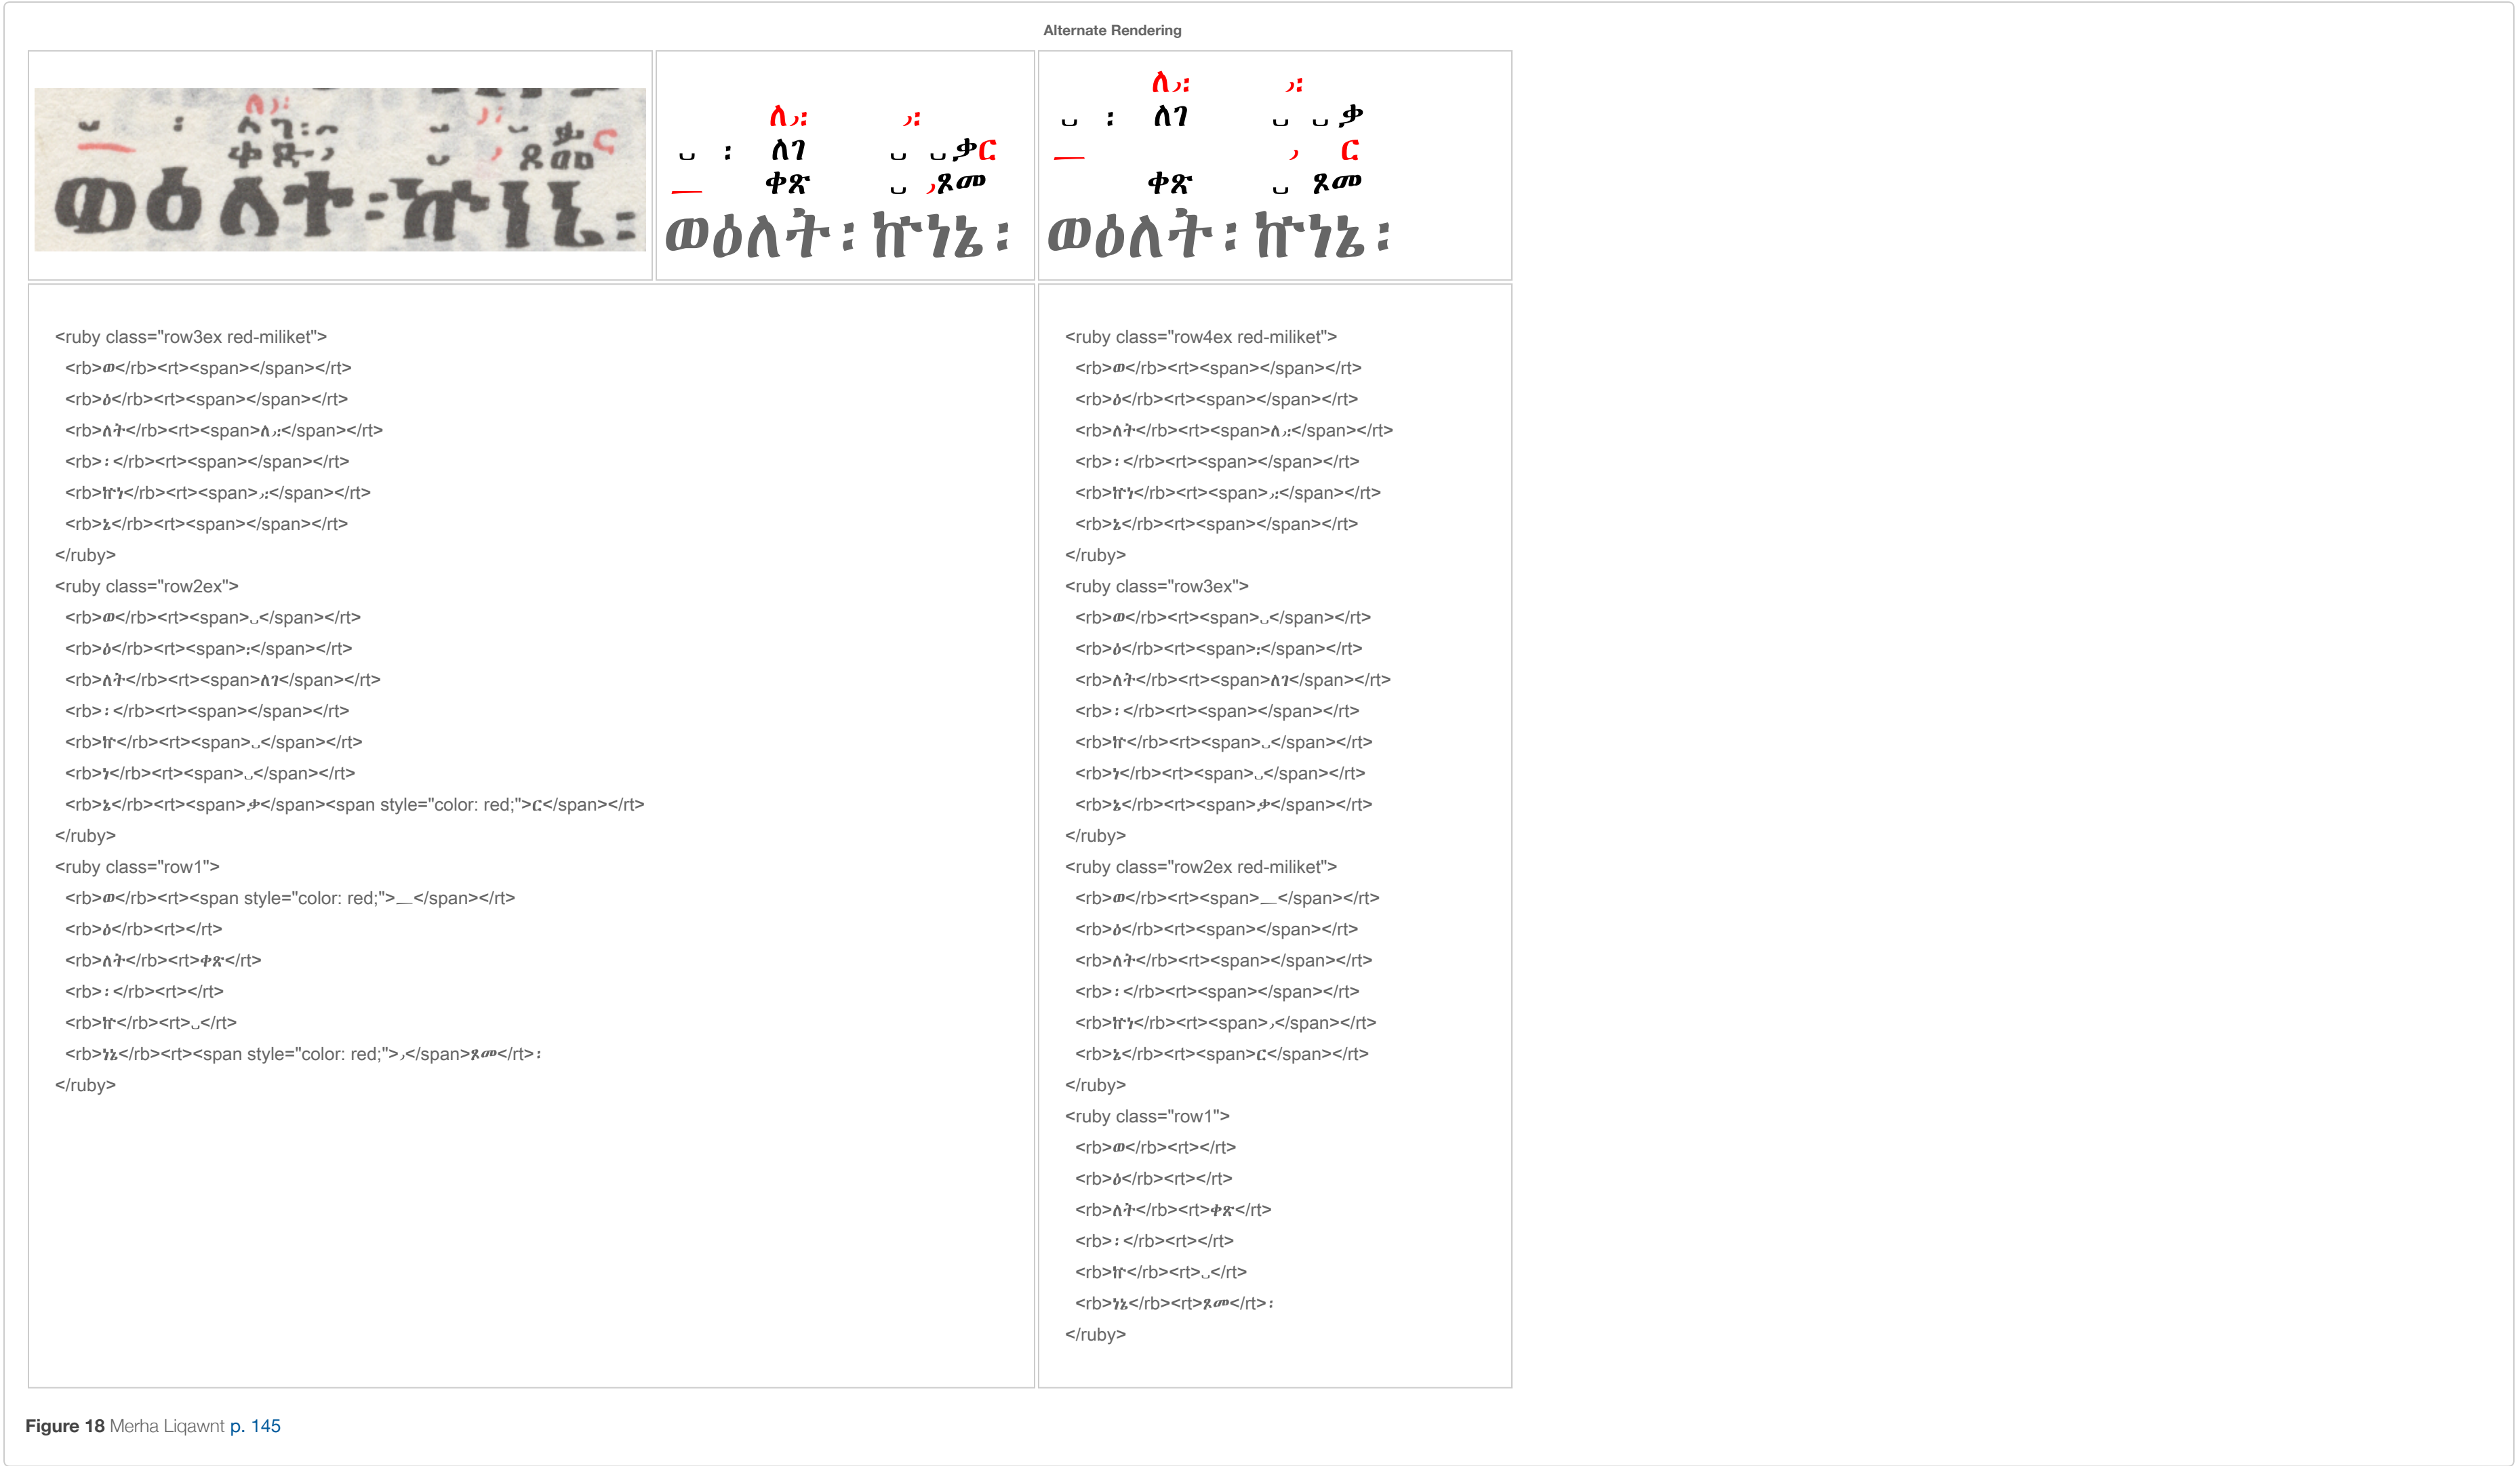 Alternate Rendering
ወዕለት፡ኵነኔ፡
ለ ፡ ፡
፡ ለገ ቃር
ቀጽ ጾመ
ወዕለት፡ኵነኔ፡
ለ ፡ ፡
፡ ለገ ቃ
ር
ቀጽ ጾመ
ወዕለት፡ኵነኔ፡
<ruby class="row3ex red-miliket">
<rb>ወ</rb><rt><span></span></rt>
<rb>ዕ</rb><rt><span></span></rt>
<rb>ለት</rb><rt><span>ለ፡</span></rt>
<rb>፡</rb><rt><span></span></rt>
<rb>ኵነ</rb><rt><span>፡</span></rt>
<rb>ኔ</rb><rt><span></span></rt>
</ruby>
<ruby class="row2ex">
<rb>ወ</rb><rt><span>᎐</span></rt>
<rb>ዕ</rb><rt><span>፡</span></rt>
<rb>ለት</rb><rt><span>ለገ</span></rt>
<rb>፡</rb><rt><span></span></rt>
<rb>ኵ</rb><rt><span></span></rt>
<rb>ነ</rb><rt><span></span></rt>
<rb>ኔ</rb><rt><span>ቃ</span><span style="color: red;">ር</span></rt>
</ruby>
<ruby class="row1">
<rb>ወ</rb><rt><span style="color: red;"></span></rt>
<rb>ዕ</rb><rt></rt>
<rb>ለት</rb><rt>ቀጽ</rt>
<rb>፡</rb><rt></rt>
<rb>ኵ</rb><rt></rt>
<rb>ነኔ</rb><rt><span style="color: red;"></span>ጾመ</rt>፡
</ruby>
<ruby class="row4ex red-miliket">
<rb>ወ</rb><rt><span></span></rt>
<rb>ዕ</rb><rt><span></span></rt>
<rb>ለት</rb><rt><span>ለ፡</span></rt>
<rb>፡</rb><rt><span></span></rt>
<rb>ኵነ</rb><rt><span>፡</span></rt>
<rb>ኔ</rb><rt><span></span></rt>
</ruby>
<ruby class="row3ex">
<rb>ወ</rb><rt><span></span></rt>
<rb>ዕ</rb><rt><span>፡</span></rt>
<rb>ለት</rb><rt><span>ለገ</span></rt>
<rb>፡</rb><rt><span></span></rt>
<rb>ኵ</rb><rt><span></span></rt>
<rb>ነ</rb><rt><span></span></rt>
<rb>ኔ</rb><rt><span>ቃ</span></rt>
</ruby>
<ruby class="row2ex red-miliket">
<rb>ወ</rb><rt><span></span></rt>
<rb>ዕ</rb><rt><span></span></rt>
<rb>ለት</rb><rt><span></span></rt>
<rb>፡</rb><rt><span></span></rt>
<rb>ኵነ</rb><rt><span></span></rt>
<rb>ኔ</rb><rt><span>ር</span></rt>
</ruby>
<ruby class="row1">
<rb>ወ</rb><rt></rt>
<rb>ዕ</rb><rt></rt>
<rb>ለት</rb><rt>ቀጽ</rt>
<rb>፡</rb><rt></rt>
<rb>ኵ</rb><rt></rt>
<rb>ነኔ</rb><rt>ጾመ</rt>፡
</ruby>
Figure 18 Merha Liqawnt p. 145